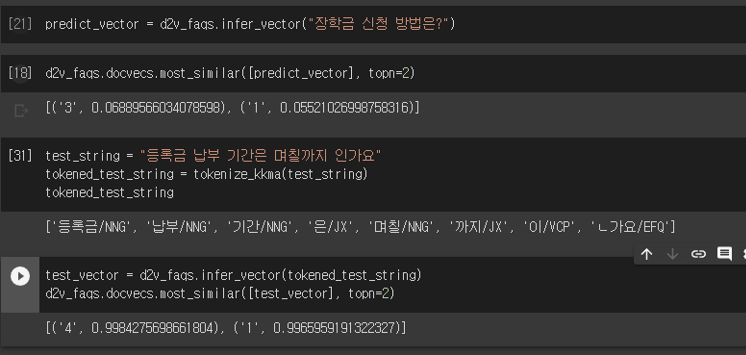 [21] predict_vector = d2v_faqs.infer_vector("장학금 신청 방법은?")
[18] d2v_faqs.docvecs.most_similar([predict_vector], topn=2)
[('3', 0.06889566034078598), ('1', 0.05521026998758316)]
[31] test_string = "등록금 납부 기간은 며칠까지 인가요"
tokened_test_string = tokenize_kkma(test_string)
tokened_test_string
['등록금/NNG', '납부/NNG', '기간/NNG', '은/JX', '며칠/NNG', '까지/JX', '이/VCP', 'ㄴ가요/EFQ']
test_vector = d2v_faqs.infer_vector(tokened_test_string)
d2v_faqs.docvecs.most_similar([test_vector], topn=2)
[('4', 0.9984275698661804), ('1', 0.9965959191322327)]